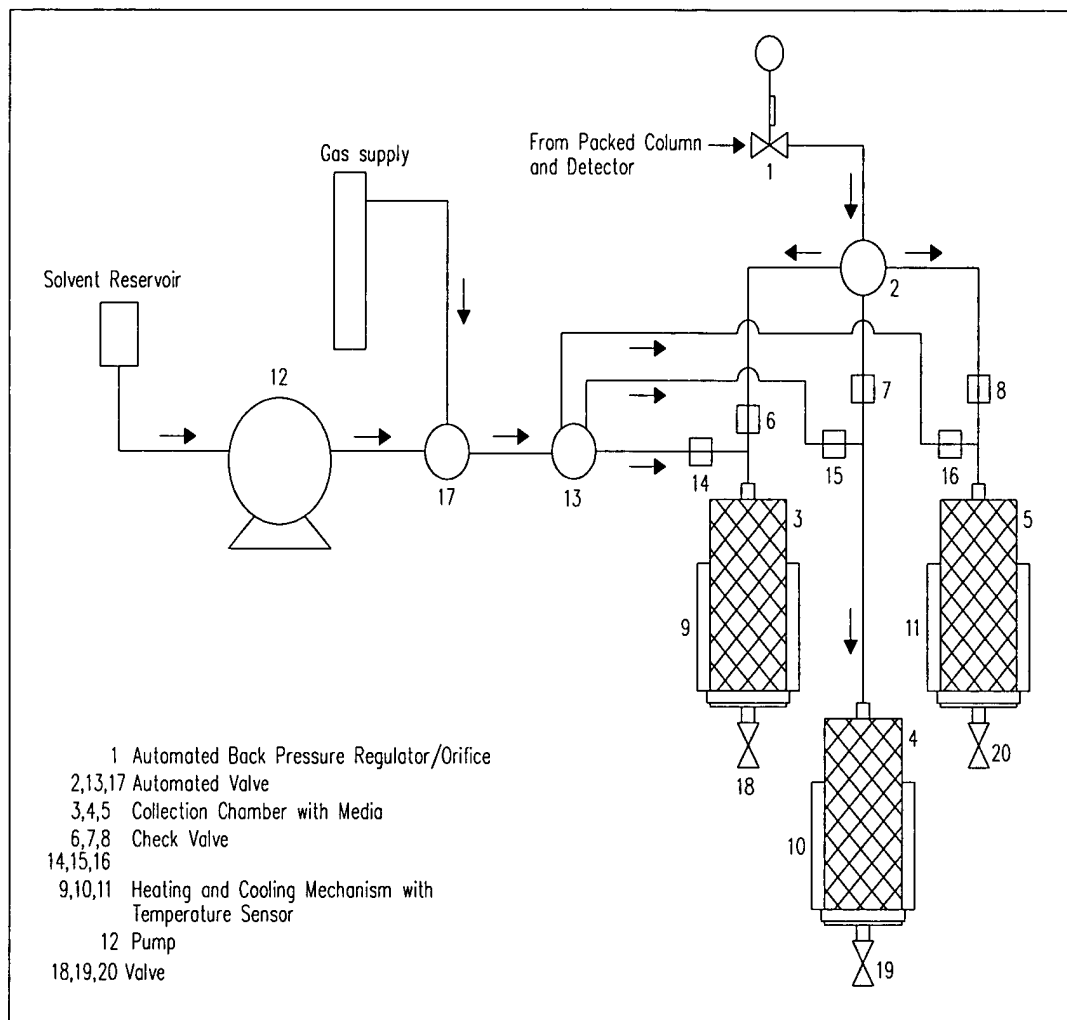 From Packed Column
and Detector
1
Gas supply
Solvent Reservoir
2
12
7
8
6
17
13
14
15
16
3
5
9
11
4
18
20
10
19
1 Automated Back Pressure Regulator/Orifice
2,13,17 Automated Valve
3,4,5 Collection Chamber with Media
6,7,8 Check Valve
14,15,16
9,10,11 Heating and Cooling Mechanism with
Temperature Sensor
12 Pump
18,19,20 Valve